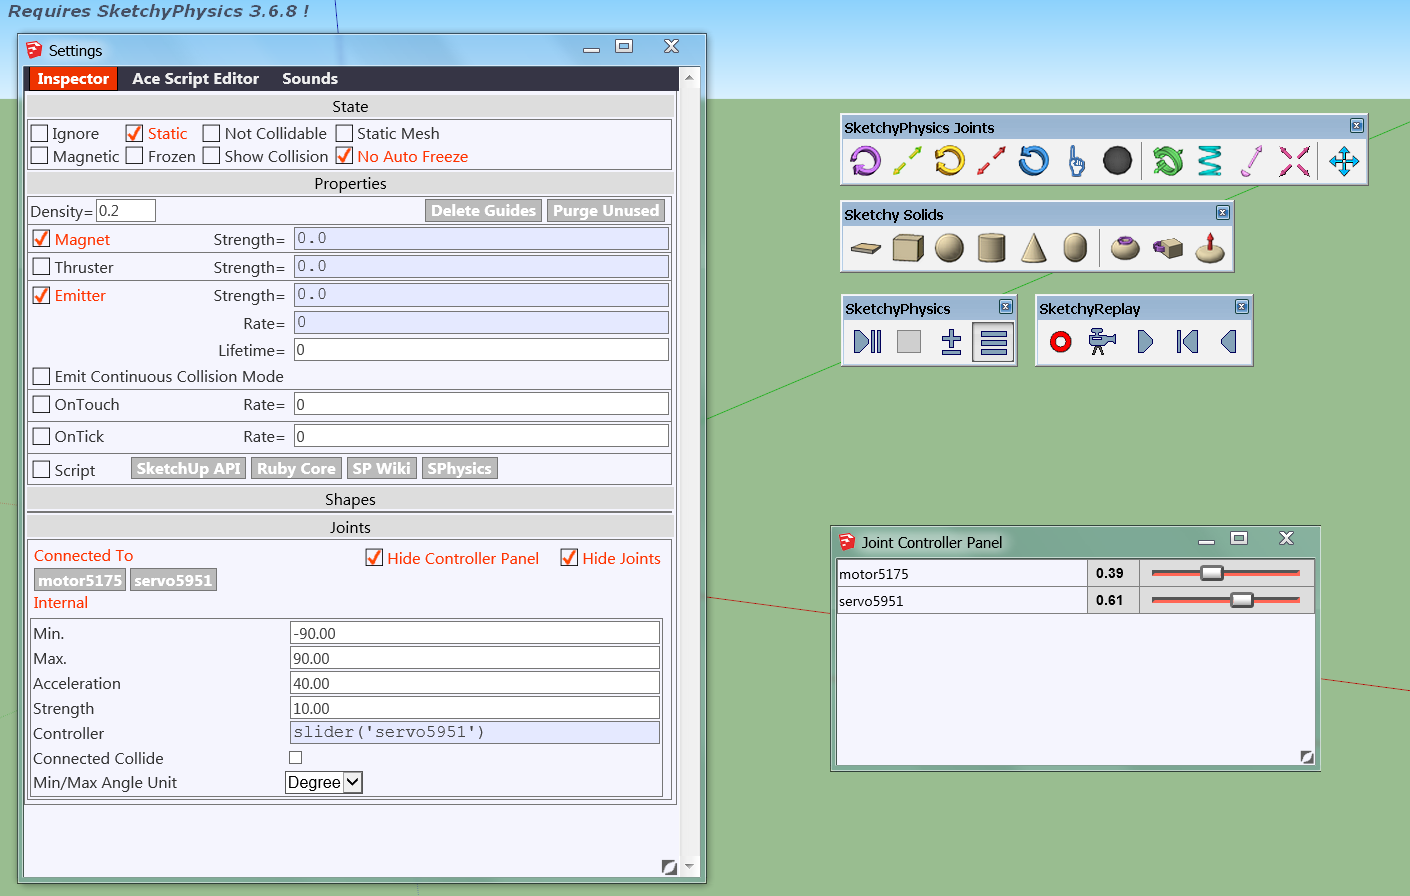 Requires SketchyPhysics 3.6.8 !
Settings
Inspector Ace Script Editor Sounds
State
Ignore Static Not Collidable Static Mesh
Magnetic Frozen Show Collision No Auto Freeze
Properties
Density= 0.2 Delete Guides Purge Unused
Magnet Strength= 0.0
Thruster Strength= 0.0
Emitter Strength= 0.0
Rate= 0
Lifetime= 0
Emit Continuous Collision Mode
OnTouch Rate= 0
OnTick Rate= 0
Script SketchUp API Ruby Core SP Wiki SPhysics
Shapes
Joints
Connected To Hide Controller Panel Hide Joints
motor5175 servo5951
Internal
Min. -90.00
Max. 90.00
Acceleration 40.00
Strength 10.00
Controller slider('servo5951')
Connected Collide
Min/Max Angle Unit Degree
SketchyPhysics Joints
Sketchy Solids
SketchyPhysics
SketchyReplay
Joint Controller Panel
motor5175 0.39
servo5951 0.61